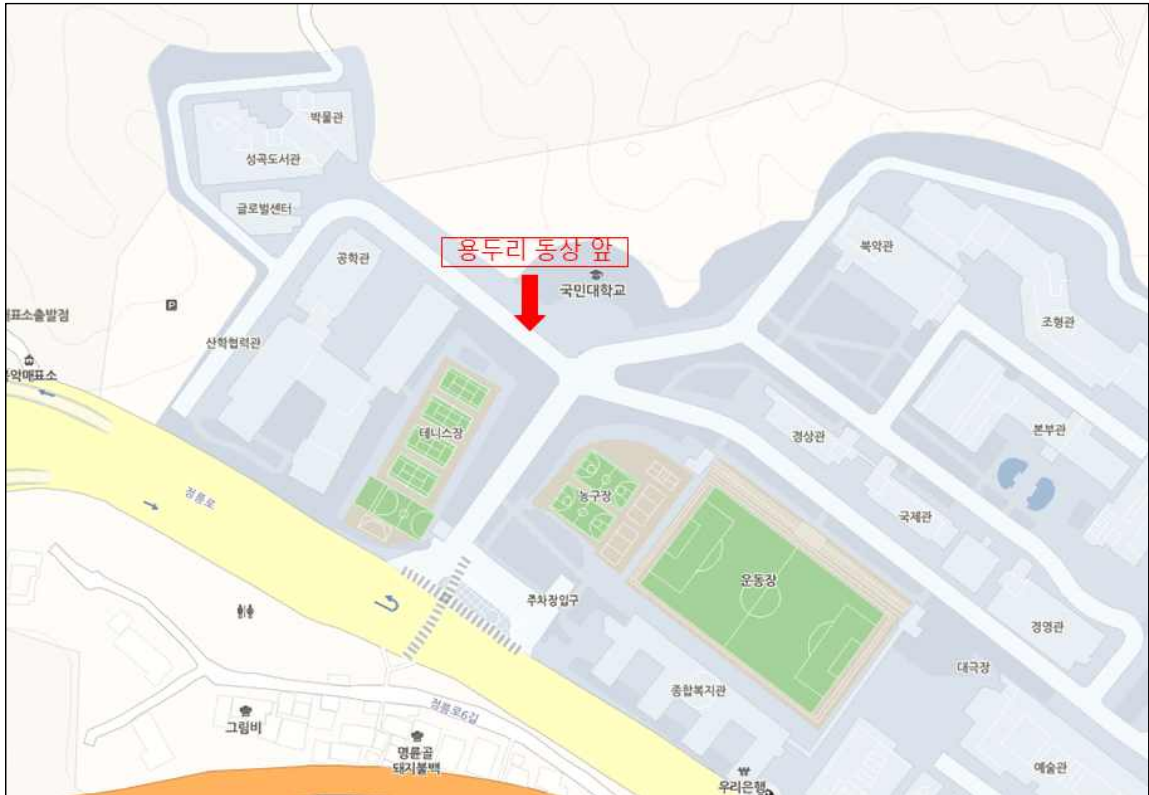 박물관
성곡도서관
글로벌센터
용두리 동상 앞
공학관
북악관
국민대학교
표소출발점
조형관
산학협력관
악매표소
테니스장
경상관
본부관
정릉로
농구장
국제관
운동장
주차장입구
경영관
대극장
종합복지관
정릉로6길
그림비
명륜골
돼지불백
예술관
우리은행